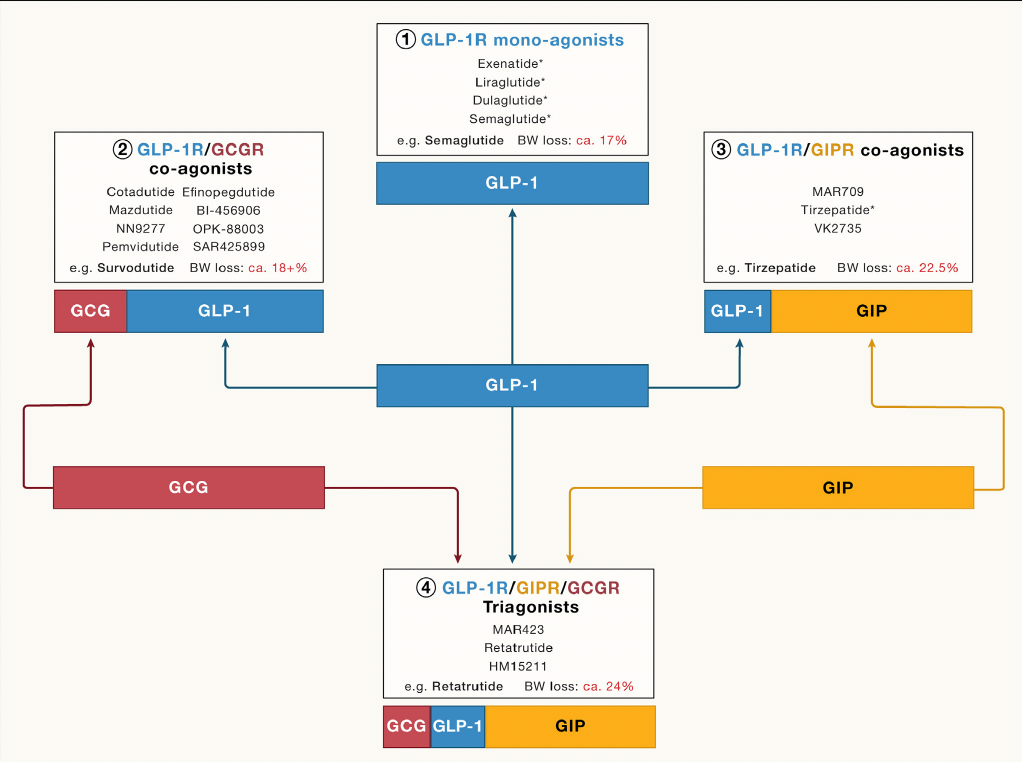 ① GLP-1R mono-agonists
Exenatide*
Liraglutide*
Dulaglutide*
Semaglutide*
e.g. Semaglutide BW loss: ca. 17%
GLP-1
② GLP-1R/GCGR
co-agonists
Cotadutide Efinopegdutide
Mazdutide BI-456906
NN9277 OPK-88003
Pemvidutide SAR425899
e.g. Survodutide BW loss: ca. 18+%
GCG GLP-1
③ GLP-1R/GIPR co-agonists
MAR709
Tirzepatide*
VK2735
e.g. Tirzepatide BW loss: ca. 22.5%
GLP-1 GIP
GLP-1
GCG
GIP
④ GLP-1R/GIPR/GCGR
Triagonists
MAR423
Retatrutide
HM15211
e.g. Retatrutide BW loss: ca. 24%
GCG GLP-1 GIP